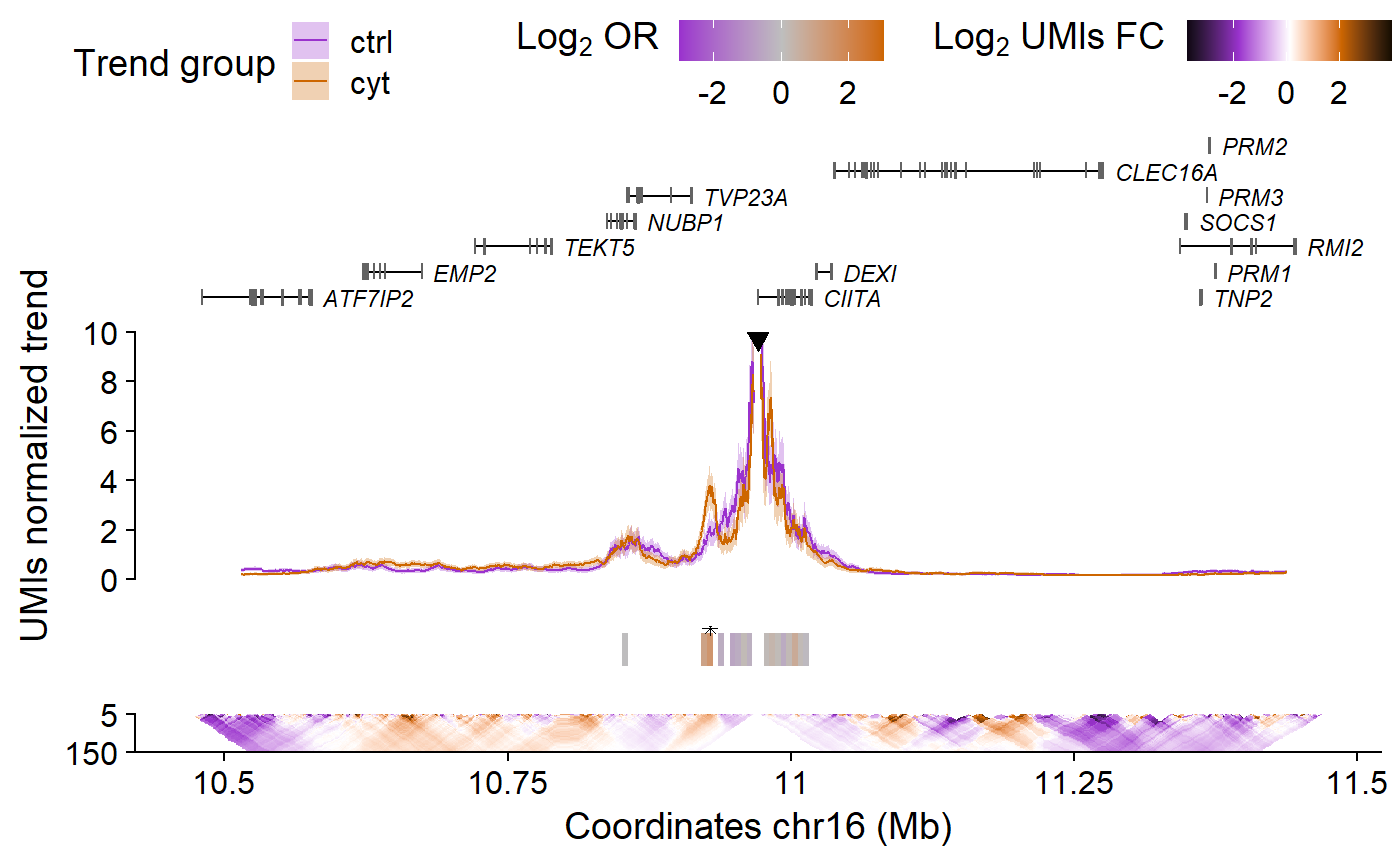 Trend group
ctrl
cyt
Log2 OR
-2 0 2
Log2 UMIs FC
-2 0 2
PRM2
CLEC16A
TVP23A
PRM3
NUBP1
SOCS1
TEKT5
RMI2
EMP2
DEXI
PRM1
ATF7IP2
CIITA
TNP2
UMIs normalized trend
10
8
6
4
2
0
*
5
150
10.5 10.75 11 11.25 11.5
Coordinates chr16 (Mb)